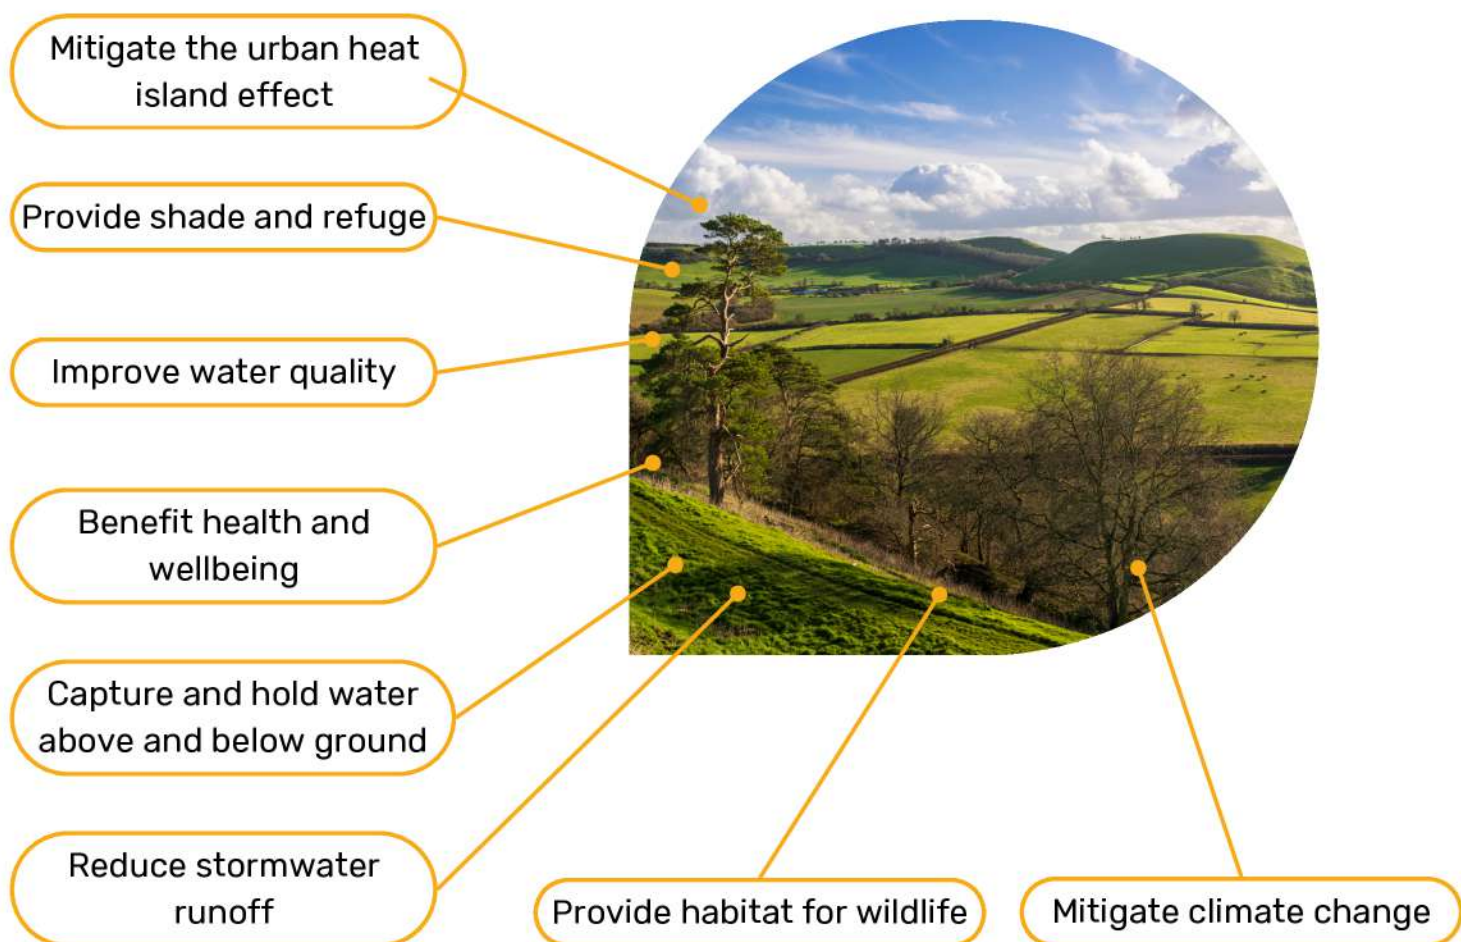 Mitigate the urban heat
island effect
Provide shade and refuge
Improve water quality
Benefit health and
wellbeing
Capture and hold water
above and below ground
Reduce stormwater
runoff
Provide habitat for wildlife
Mitigate climate change